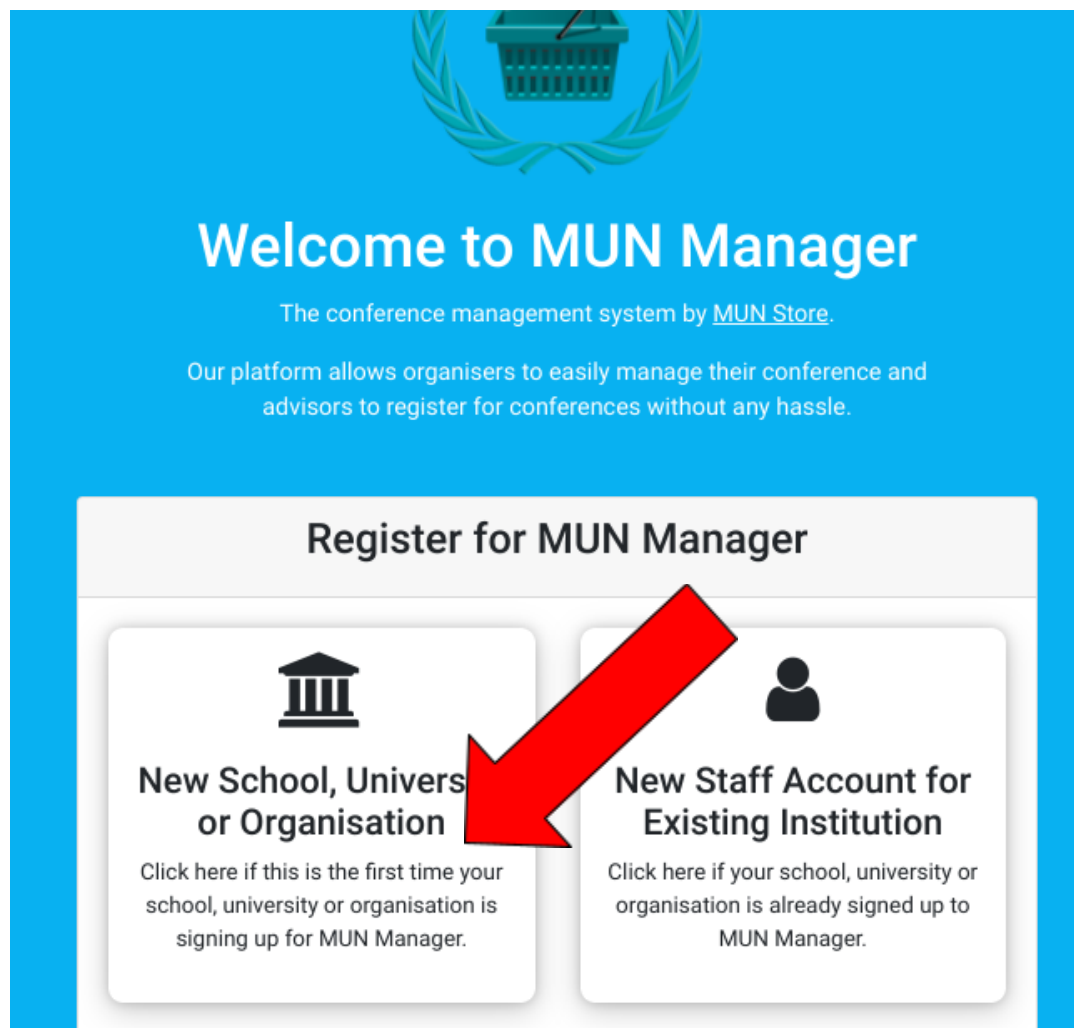 Welcome to MUN Manager
The conference management system by MUN Store.
Our platform allows organisers to easily manage their conference and
advisors to register for conferences without any hassle.
Register for MUN Manager
New School, Univers
or Organisation
Click here if this is the first time your
school, university or organisation is
signing up for MUN Manager.
New Staff Account for
Existing Institution
Click here if your school, university or
organisation is already signed up to
MUN Manager.